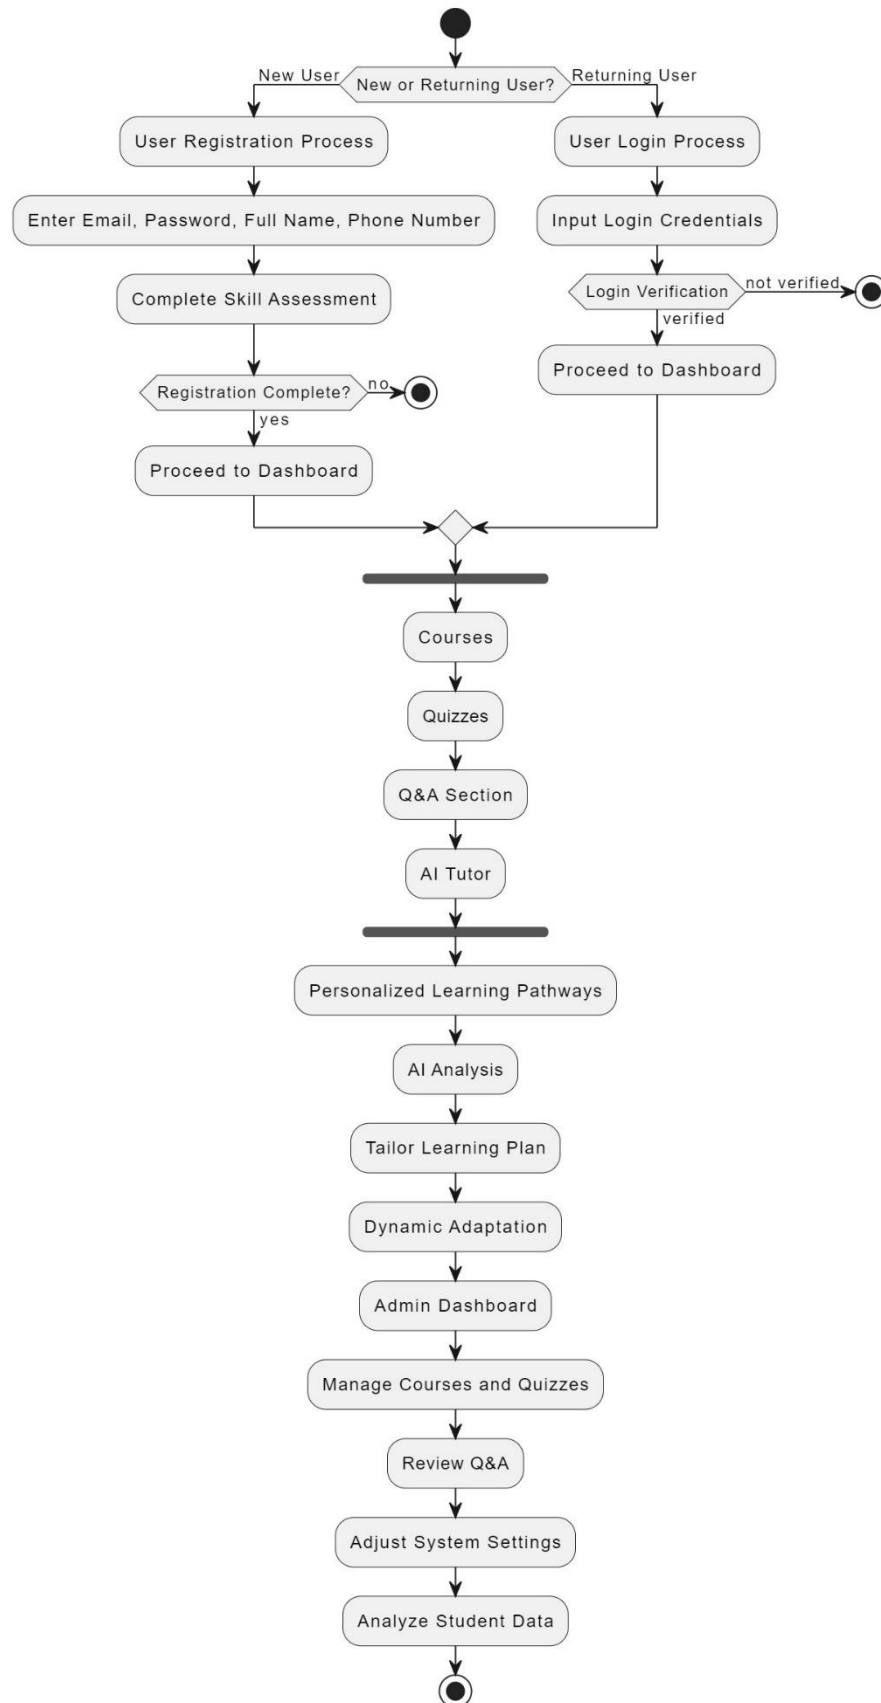 New User
New or Returning User?
Returning User
User Registration Process
User Login Process
Enter Email, Password, Full Name, Phone Number
Input Login Credentials
Complete Skill Assessment
Login Verification
not verified
verified
Proceed to Dashboard
Registration Complete?
no
yes
Proceed to Dashboard
Courses
Quizzes
Q&A Section
AI Tutor
Personalized Learning Pathways
AI Analysis
Tailor Learning Plan
Dynamic Adaptation
Admin Dashboard
Manage Courses and Quizzes
Review Q&A
Adjust System Settings
Analyze Student Data